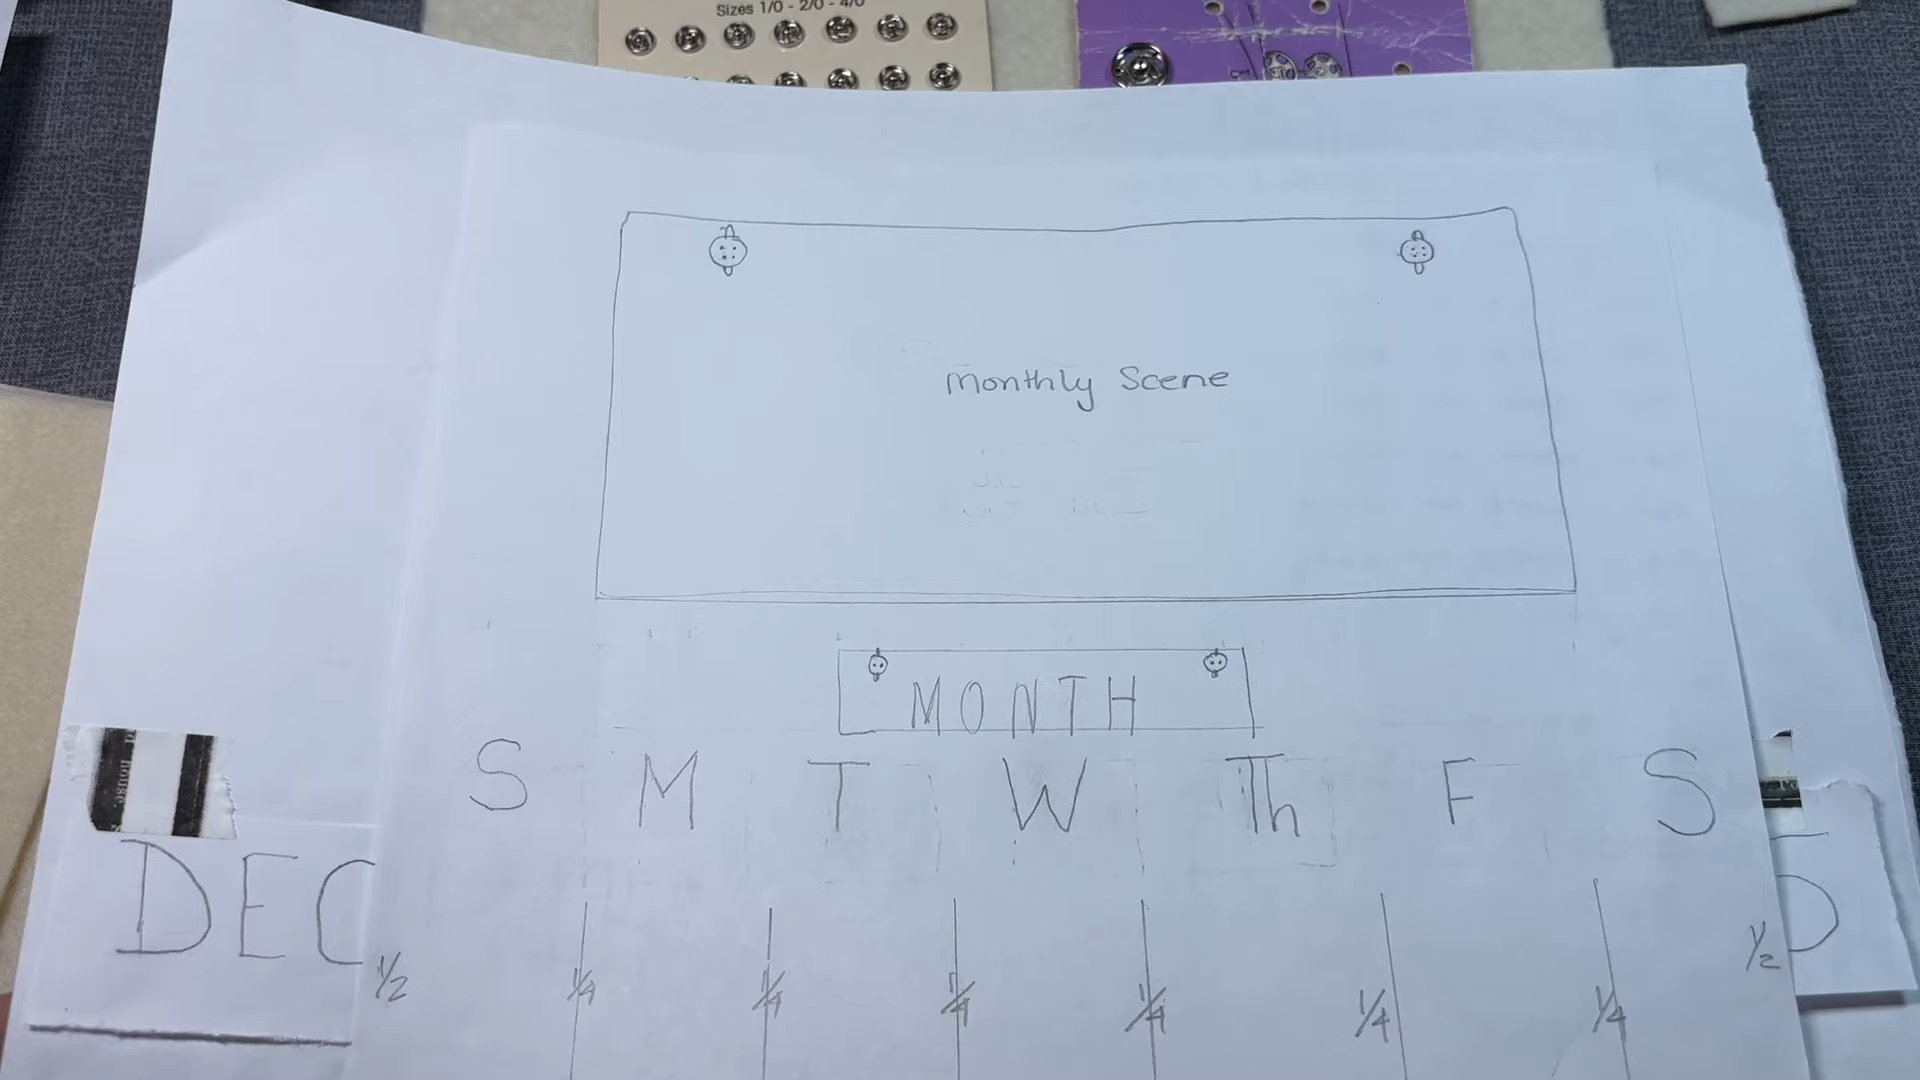 Sizes 1/0 - 2/0 - 4/0
Monthly Scene
MONTH
S M T W Th F S
house.
DEC
1/2 1/4 1/4 1/4 1/4 1/4 1/4 1/2